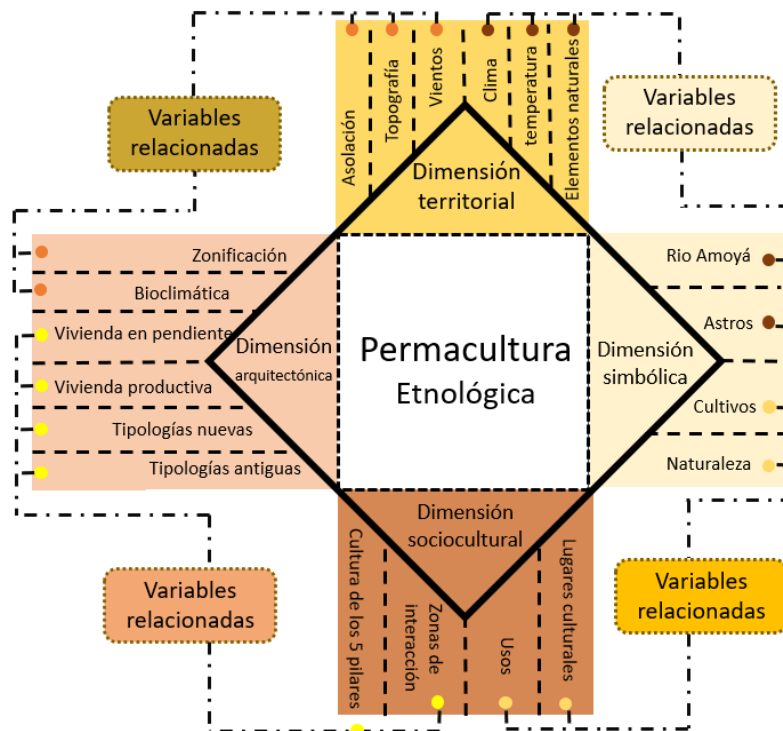 Asolación
Topografía
Vientos
Clima
temperatura
Elementos naturales
Variables
relacionadas
Variables
relacionadas
Dimensión
territorial
Zonificación
Bioclimática
Vivienda en pendiente
Vivienda productiva
Tipologías nuevas
Tipologías antiguas
Dimensión
arquitectónica
Permacultura
Etnológica
Dimensión
simbólica
Rio Amoyá
Astros
Cultivos
Naturaleza
Dimensión
sociocultural
Cultura de los 5 pilares
Zonas de
interacción
Usos
Lugares culturales
Variables
relacionadas
Variables
relacionadas